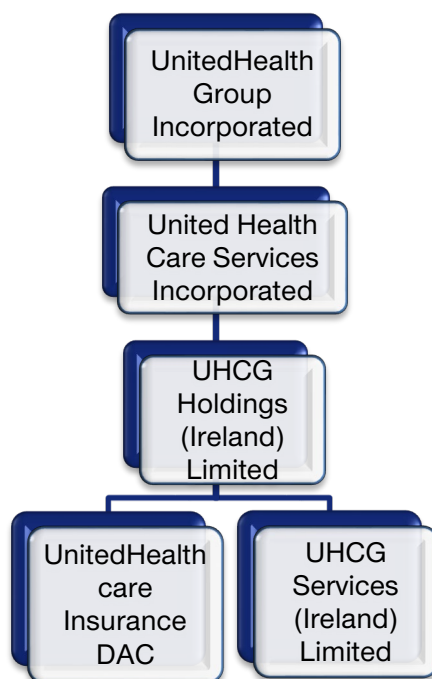 UnitedHealth
Group
Incorporated
United Health
Care Services
Incorporated
UHCG
Holdings
(Ireland)
Limited
UnitedHealth
care
Insurance
DAC
UHCG
Services
(Ireland)
Limited